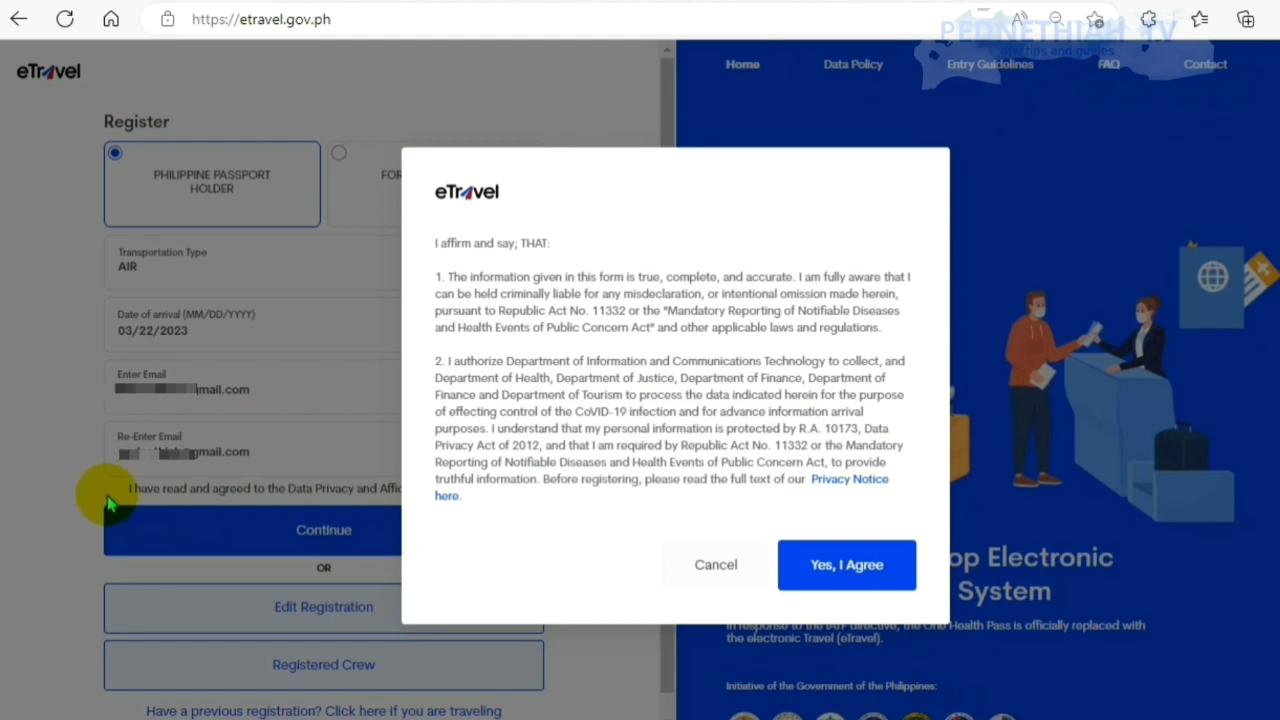 https://etravel.gov.ph
PEDNETHIAH TV
ofw tips and guides
eTravel
Home
Data Policy
Entry Guidelines
FAQ
Contact
Register
PHILIPPINE PASSPORT
HOLDER
FOR
Transportation Type
AIR
Date of arrival (MM/DD/YYYY)
03/22/2023
Enter Email
mail.com
Re-Enter Email
gmail.com
I have read and agreed to the Data Privacy and Affid
Continue
OR
Edit Registration
Registered Crew
Have a previous registration? Click here if you are traveling
eTravel
I affirm and say; THAT:
1. The information given in this form is true, complete, and accurate. I am fully aware that I
can be held criminally liable for any misdeclaration, or intentional omission made herein,
pursuant to Republic Act No. 11332 or the "Mandatory Reporting of Notifiable Diseases
and Health Events of Public Concern Act" and other applicable laws and regulations.
2. I authorize Department of Information and Communications Technology to collect, and
Department of Health, Department of Justice, Department of Finance, Department of
Finance and Department of Tourism to process the data indicated herein for the purpose
of effecting control of the CoVID-19 infection and for advance information arrival
purposes. I understand that my personal information is protected by R.A. 10173, Data
Privacy Act of 2012, and that I am required by Republic Act No. 11332 or the Mandatory
Reporting of Notifiable Diseases and Health Events of Public Concern Act, to provide
truthful information. Before registering, please read the full text of our Privacy Notice
here.
Cancel
Yes, I Agree
op Electronic
System
In response to the IATF directive, the One Health Pass is officially replaced with
the electronic Travel (eTravel).
Initiative of the Government of the Philippines: